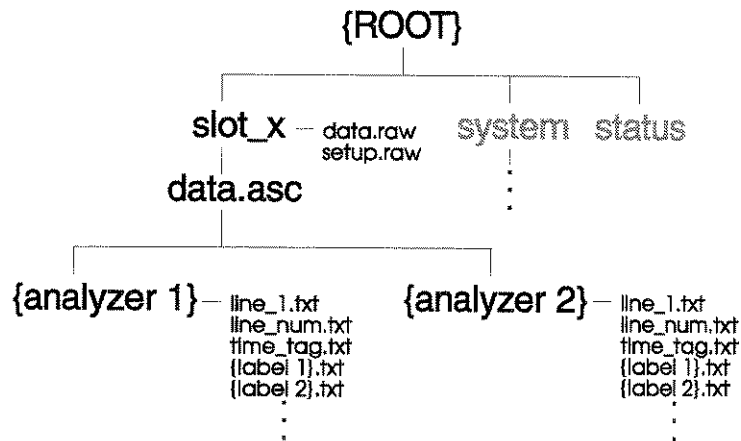 {ROOT}
slot_x
data.raw
setup.raw
system
status
data.asc
{analyzer 1}
line_1.txt
line_num.txt
time_tag.txt
{label 1}.txt
{label 2}.txt
{analyzer 2}
line_1.txt
line_num.txt
time_tag.txt
{label 1}.txt
{label 2}.txt